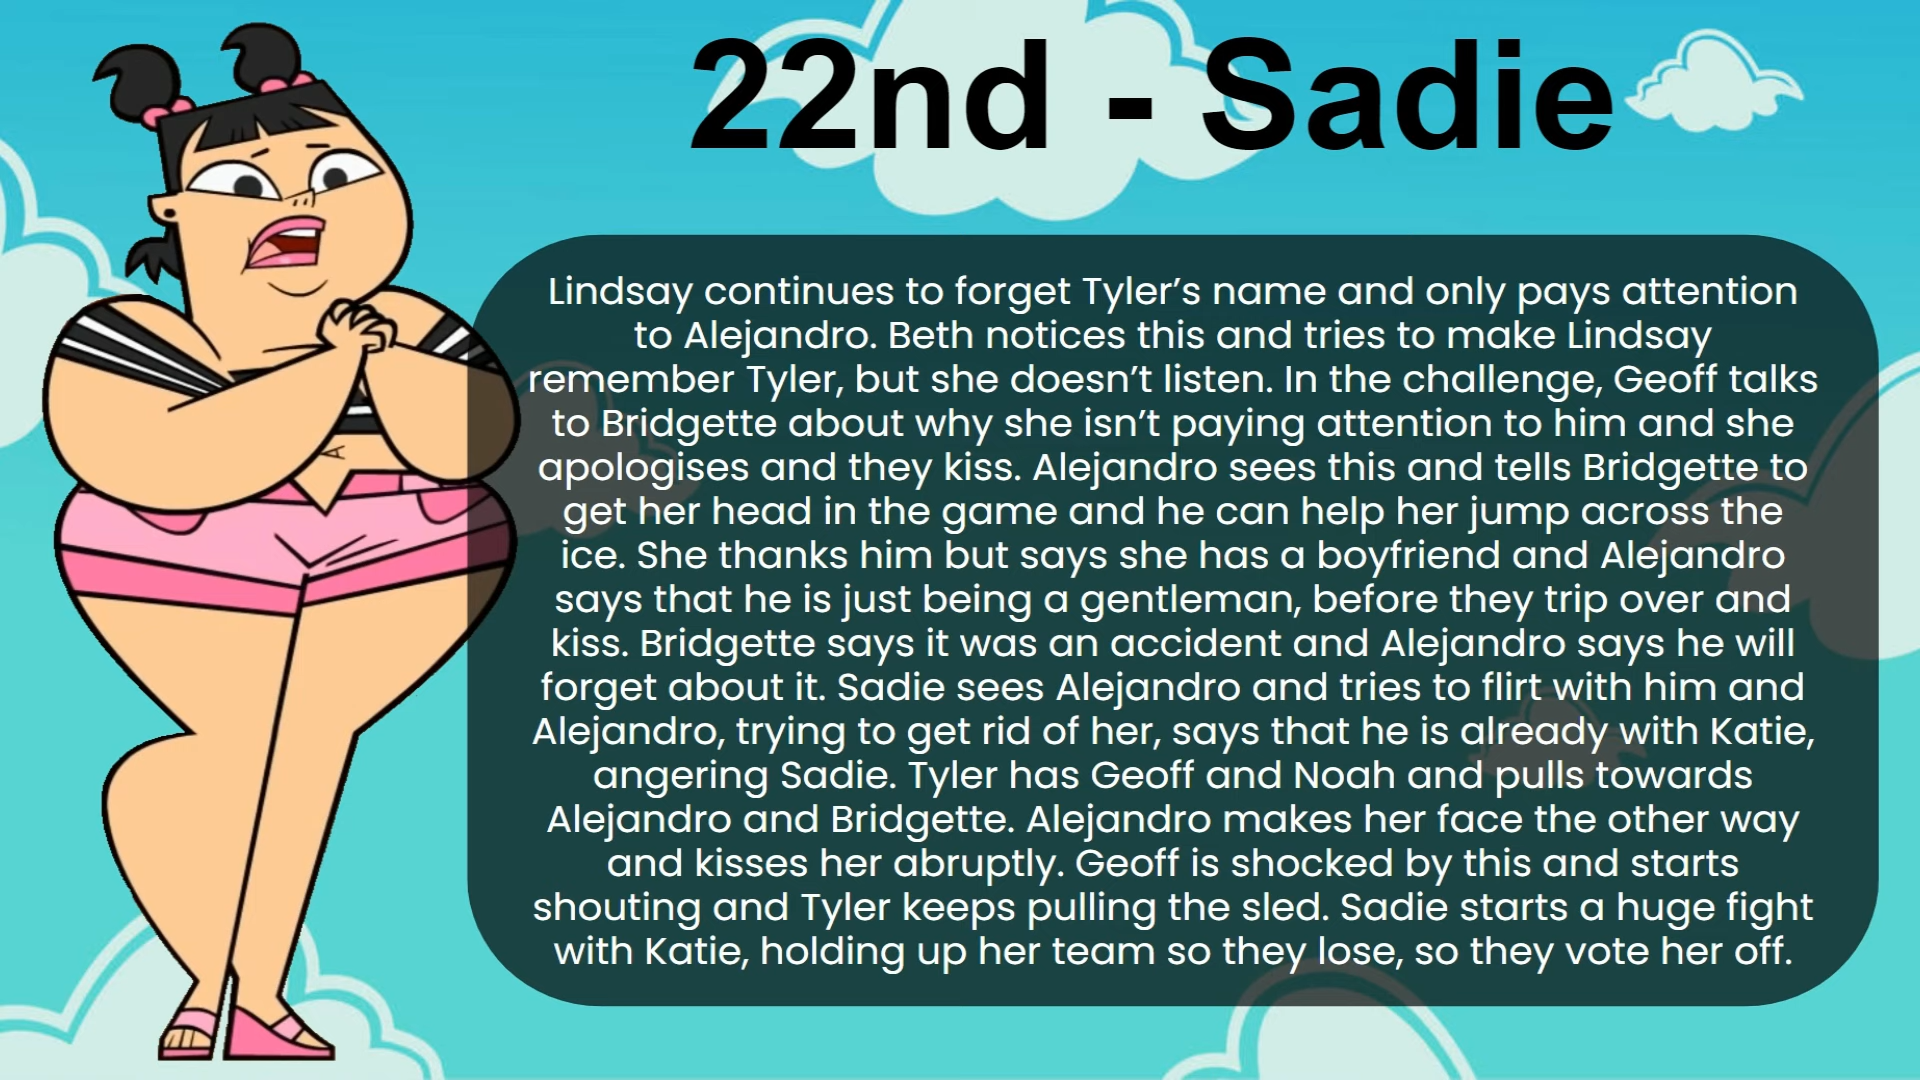 22nd - Sadie
Lindsay continues to forget Tyler’s name and only pays attention
to Alejandro. Beth notices this and tries to make Lindsay
remember Tyler, but she doesn’t listen. In the challenge, Geoff talks
to Bridgette about why she isn’t paying attention to him and she
apologises and they kiss. Alejandro sees this and tells Bridgette to
get her head in the game and he can help her jump across the
ice. She thanks him but says she has a boyfriend and Alejandro
says that he is just being a gentleman, before they trip over and
kiss. Bridgette says it was an accident and Alejandro says he will
forget about it. Sadie sees Alejandro and tries to flirt with him and
Alejandro, trying to get rid of her, says that he is already with Katie,
angering Sadie. Tyler has Geoff and Noah and pulls towards
Alejandro and Bridgette. Alejandro makes her face the other way
and kisses her abruptly. Geoff is shocked by this and starts
shouting and Tyler keeps pulling the sled. Sadie starts a huge fight
with Katie, holding up her team so they lose, so they vote her off.